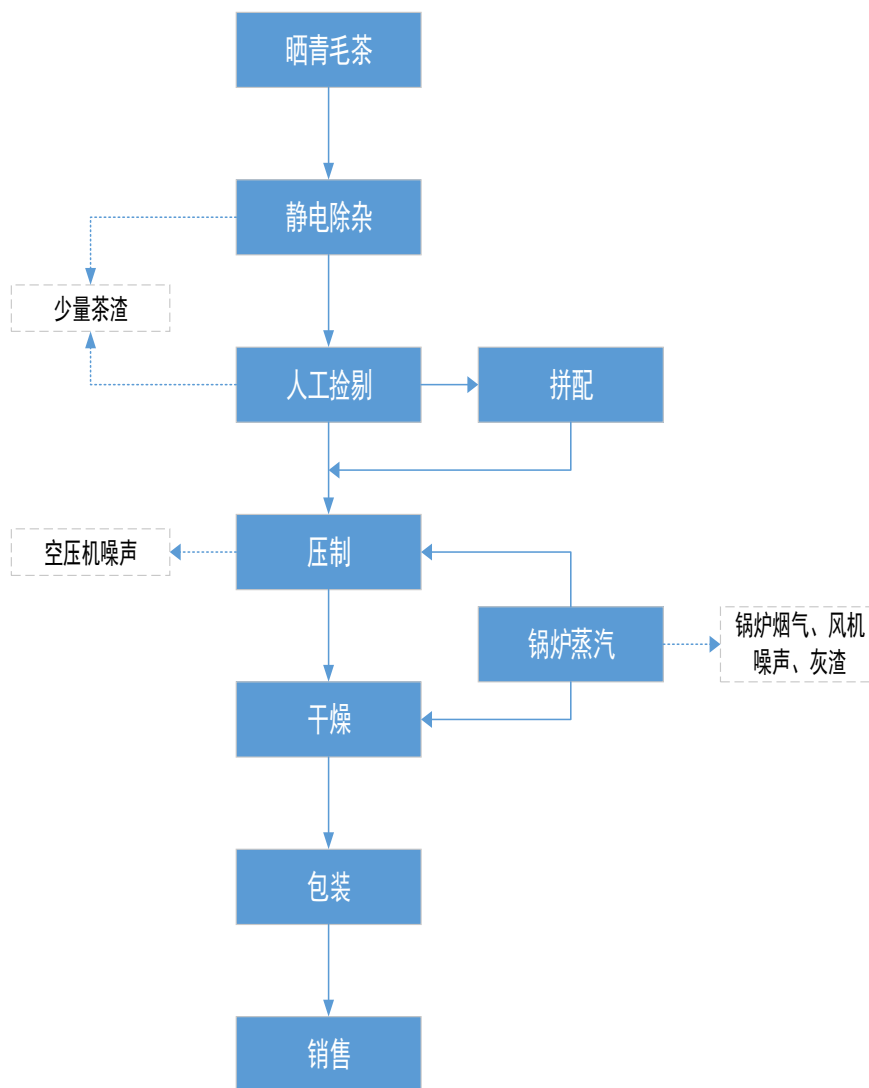 晒青毛茶
静电除杂
少量茶渣
人工捡剔
拼配
压制
空压机噪声
锅炉蒸汽
锅炉烟气、风机
噪声、灰渣
干燥
包装
销售